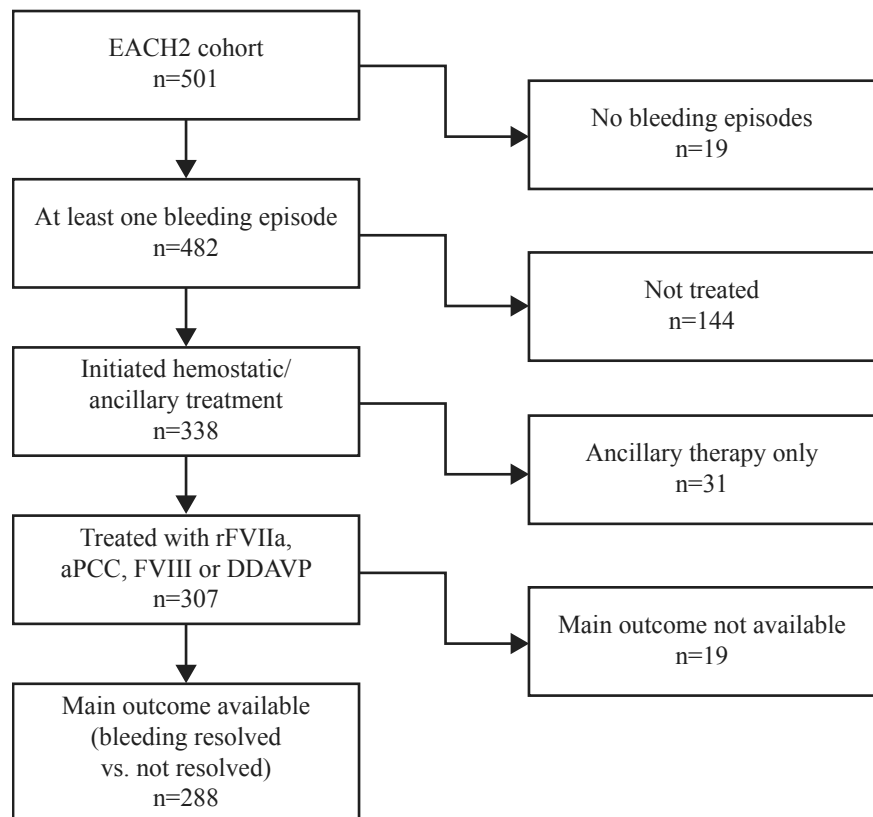 EACH2 cohort
n=501
No bleeding episodes
n=19
At least one bleeding episode
n=482
Not treated
n=144
Initiated hemostatic/
ancillary treatment
n=338
Ancillary therapy only
n=31
Treated with rFVIIa,
aPCC, FVIII or DDAVP
n=307
Main outcome not available
n=19
Main outcome available
(bleeding resolved
vs. not resolved)
n=288